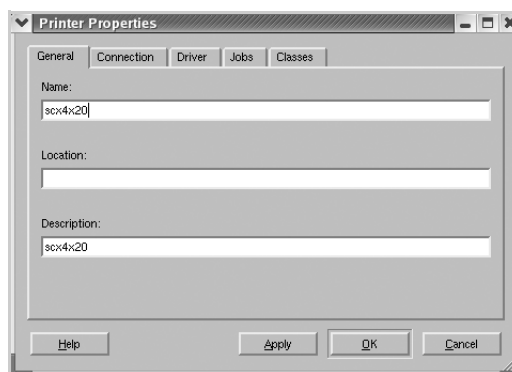 Printer Properties
General Connection Driver Jobs Classes
Name:
scx4x20
Location:
Description:
scx4x20
Help Apply OK Cancel